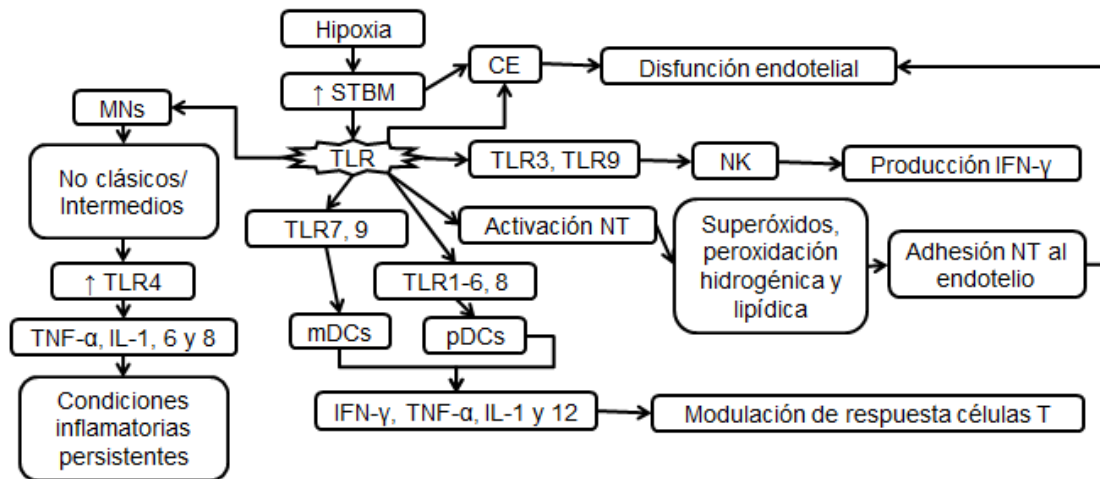 Hipoxia
↑ STBM
CE
Disfunción endotelial
MNs
TLR
TLR3, TLR9
NK
Producción IFN-γ
No clásicos/
Intermedios
TLR7, 9
Activación NT
Superóxidos,
peroxidación
hidrogénica y
lipídica
Adhesión NT al
endotelio
↑ TLR4
TLR1-6, 8
TNF-α, IL-1, 6 y 8
mDCs
pDCs
Condiciones
inflamatorias
persistentes
IFN-γ, TNF-α, IL-1 y 12
Modulación de respuesta células T